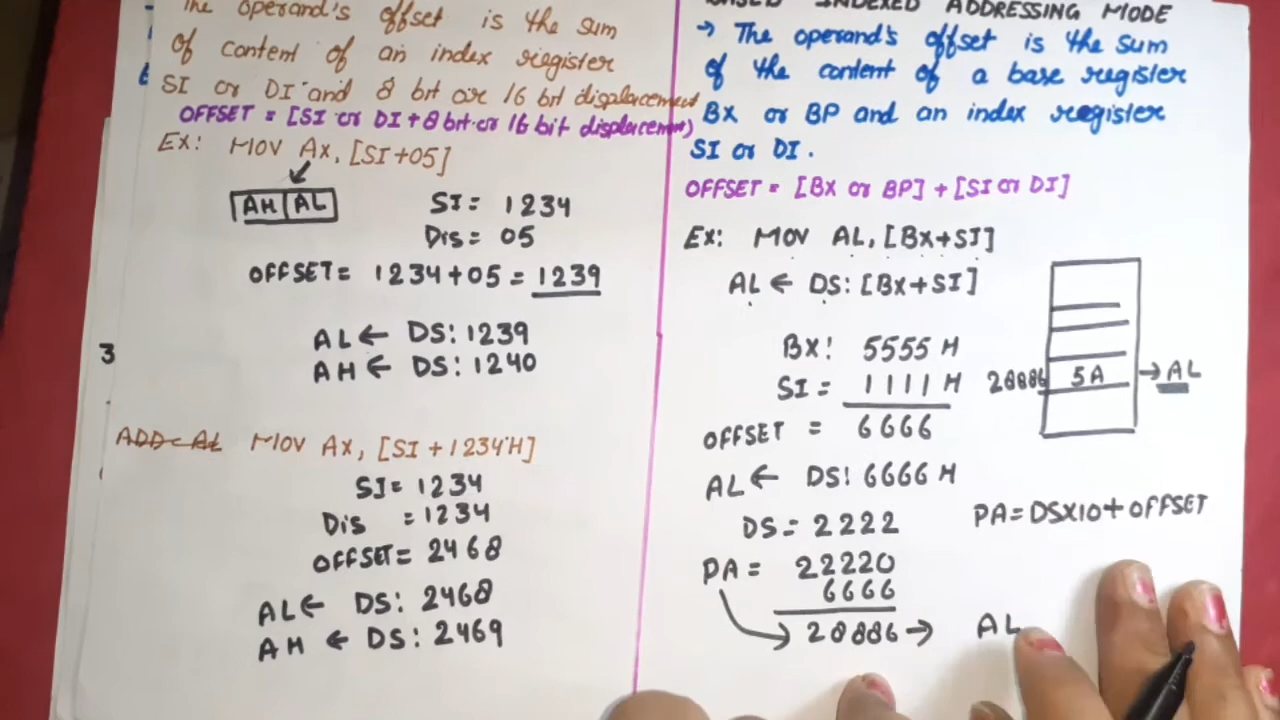 The operand's offset is the sum
of content of an index register
SI or DI and 8 bit or 16 bit displacement
OFFSET = [SI or DI + 8 bit or 16 bit displacement)
Ex: MOV AX, [SI+05]
AH AL
SI = 1234
Dis = 05
OFFSET = 1234+05 = 1239
AL ← DS: 1239
3
AH ← DS: 1240
ADD AL MOV AX, [SI + 1234H]
SI = 1234
Dis = 1234
OFFSET = 2468
AL ← DS: 2468
AH ← DS: 2469
BASED INDEXED ADDRESSING MODE
→ The operand's offset is the sum
of the content of a base register
BX or BP and an index register
SI or DI.
OFFSET = [BX or BP] + [SI or DI]
Ex: MOV AL, [BX+SI]
AL ← DS: [BX+SI]
BX: 5555 H
SI = 1111 H
28886 5A → AL
OFFSET = 6666
AL ← DS: 6666 H
DS = 2222
PA = DS×10 + OFFSET
PA = 22220
6666
28886 → AL